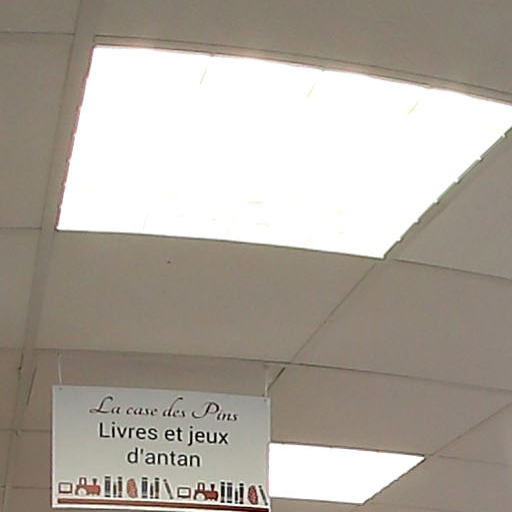 La case des Pins
Livres et jeux
d'antan